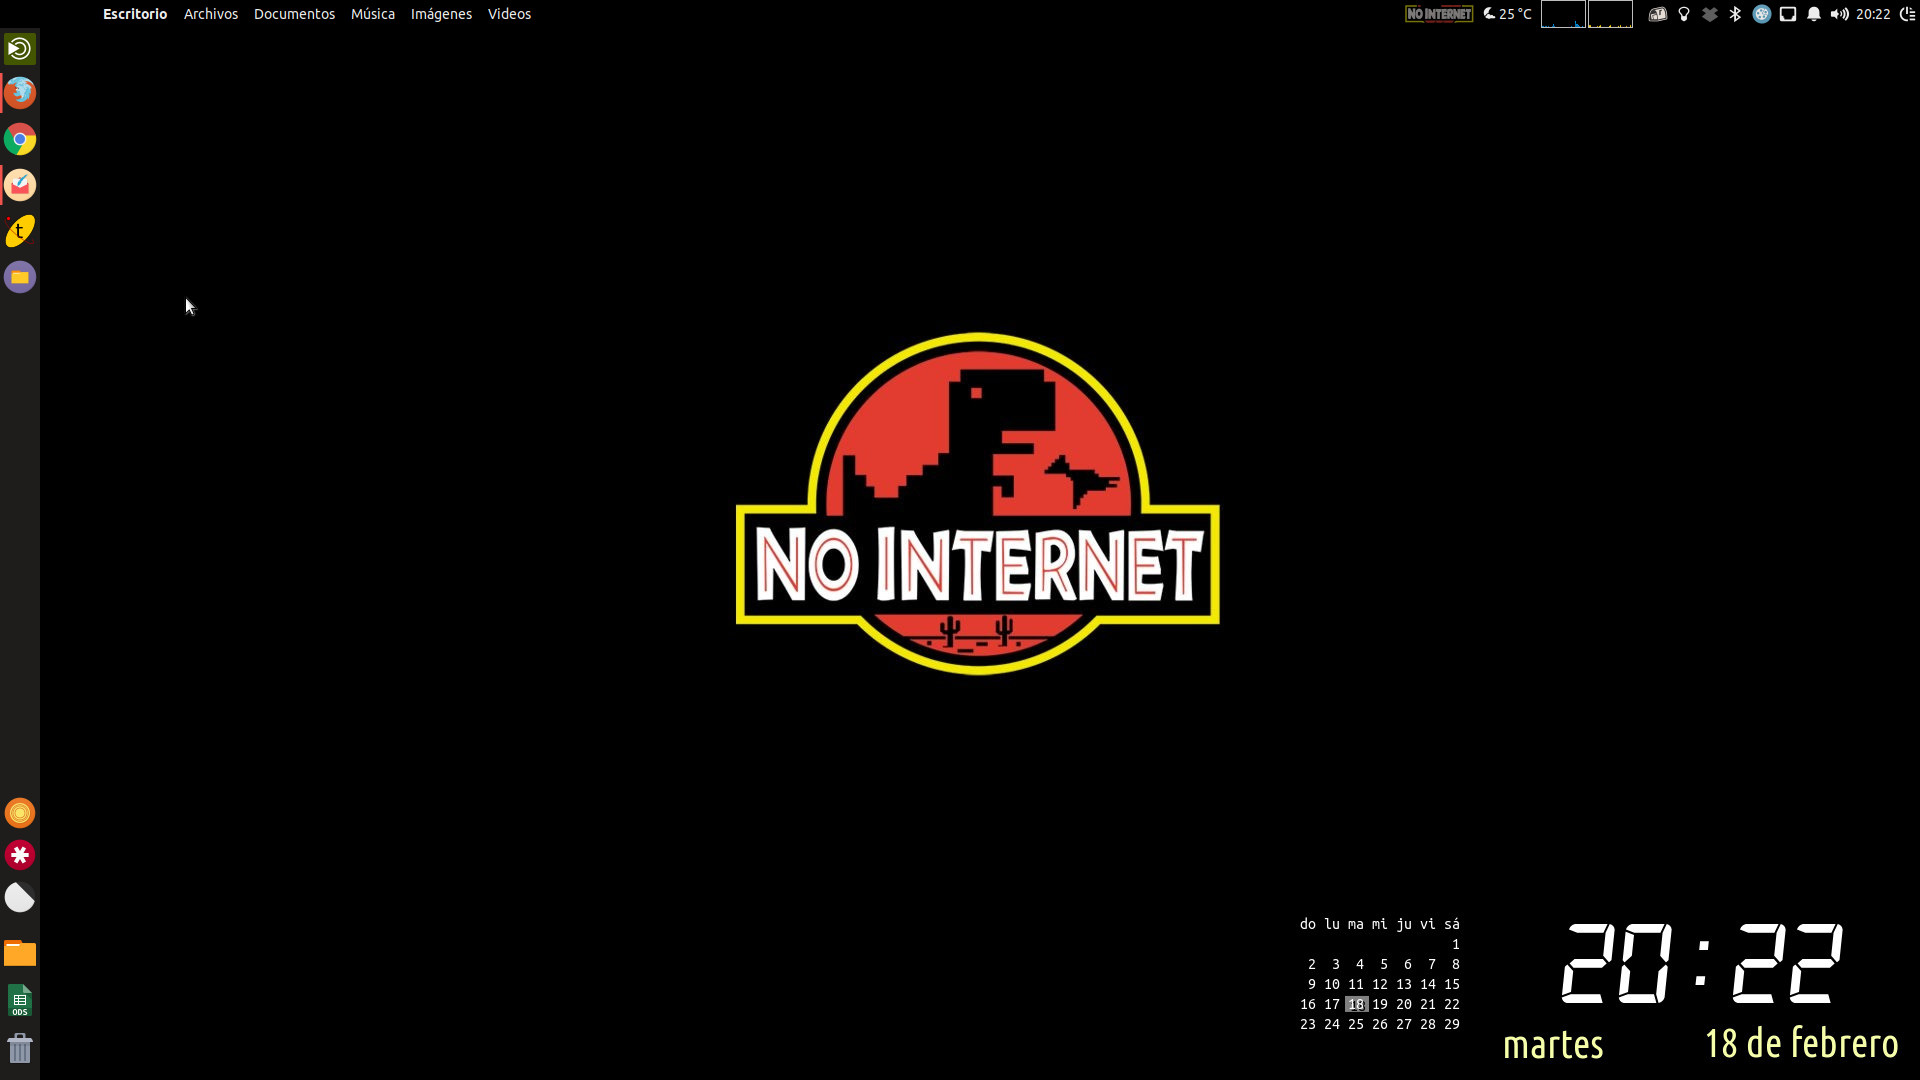 Escritorio Archivos Documentos Música Imágenes Videos NO INTERNET 25 °C 20:22
t
NO INTERNET
ODS
do lu ma mi ju vi sá
1
2 3 4 5 6 7 8
9 10 11 12 13 14 15
16 17 18 19 20 21 22
23 24 25 26 27 28 29
20:22
martes 18 de febrero